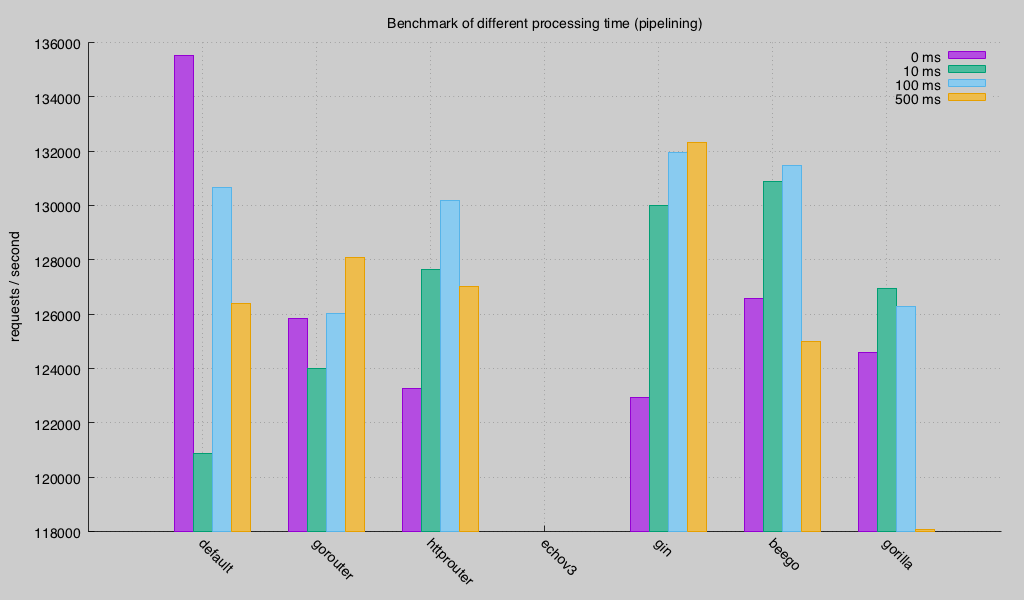 Benchmark of different processing time (pipelining)
0 ms
10 ms
100 ms
500 ms
requests / second
136000
134000
132000
130000
128000
126000
124000
122000
120000
118000
default
gorouter
httprouter
echov3
gin
beego
gorilla